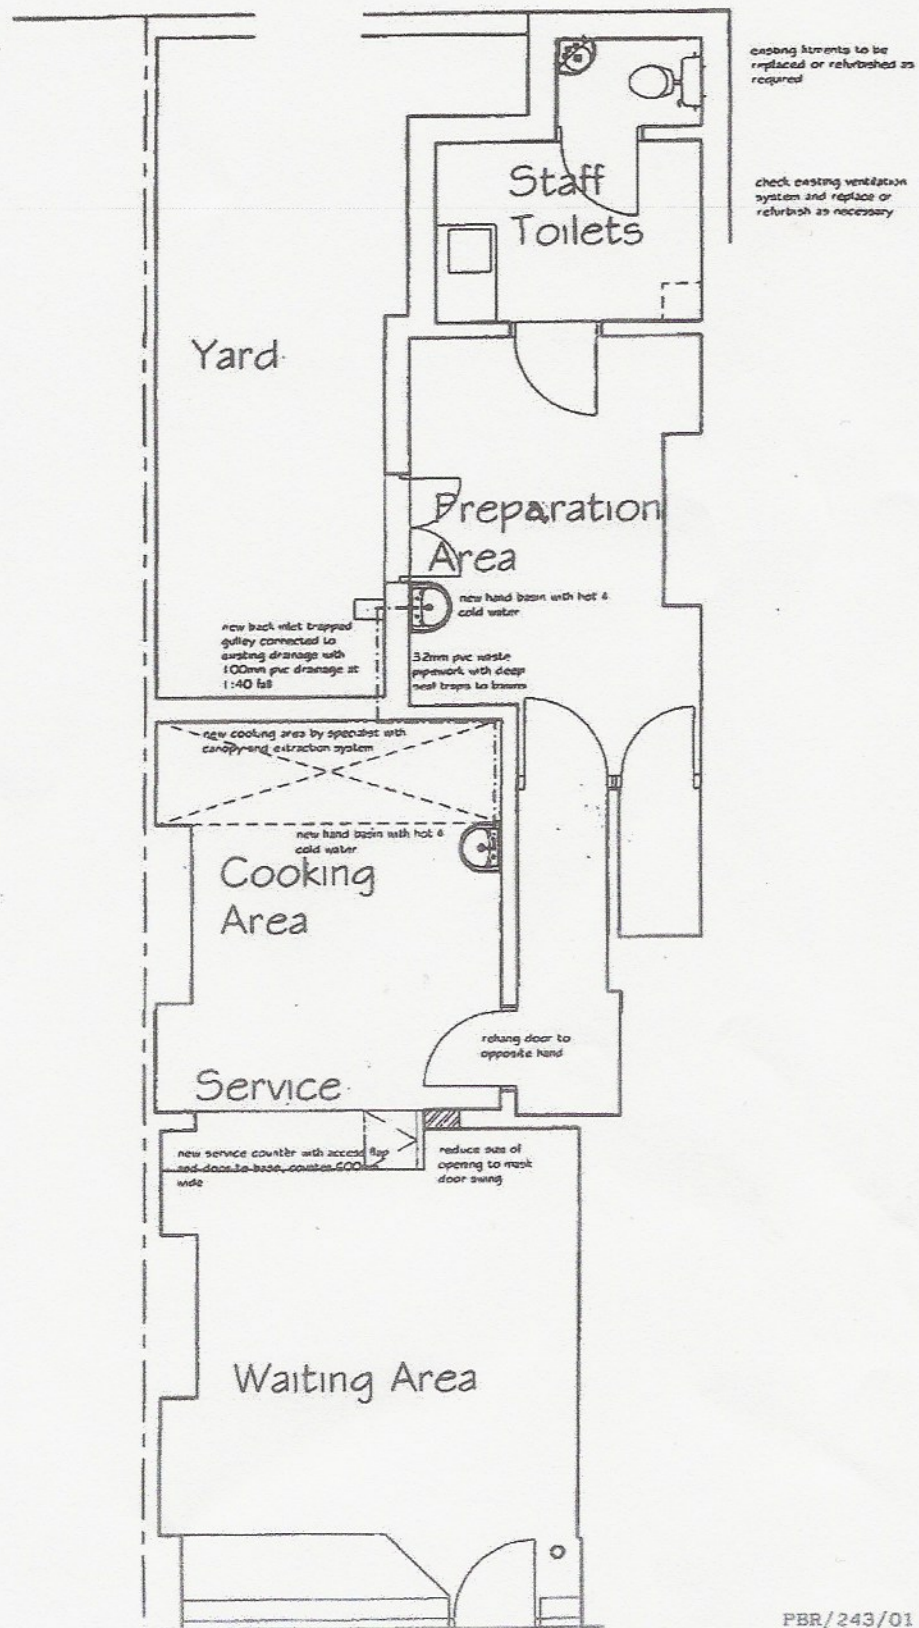 existing fitments to be
replaced or refurbished as
required
check existing ventilation
system and replace or
refurbish as necessary
Staff
Toilets
Yard
Preparation
Area
new hand basin with hot &
cold water
new back inlet trapped
gulley connected to
existing drainage with
100mm pvc drainage at
1:40 fall
32mm pvc waste
pipework with deep
seal traps to basins
new cooking area by specialist with
canopy and extraction system
new hand basin with hot &
cold water
Cooking
Area
rehang door to
opposite hand
Service
new service counter with access flap
and door to base, counter 600mm
wide
reduce size of
opening to mask
door swing
Waiting Area
PBR/243/01